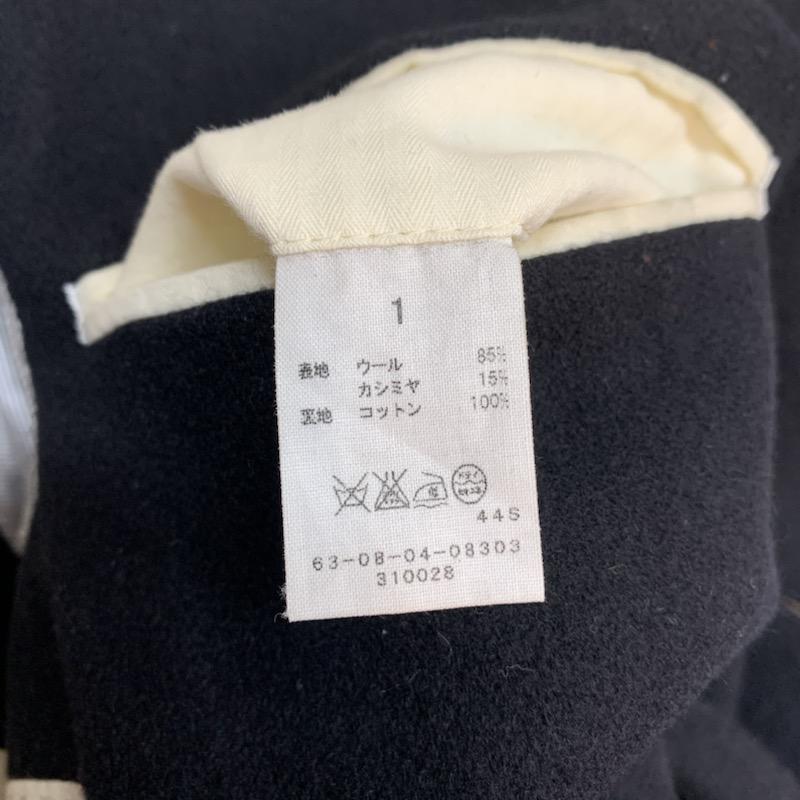 1
表地 ウール 85%
カシミヤ 15%
裏地 コットン 100%
44S
63-08-04-08303
310028